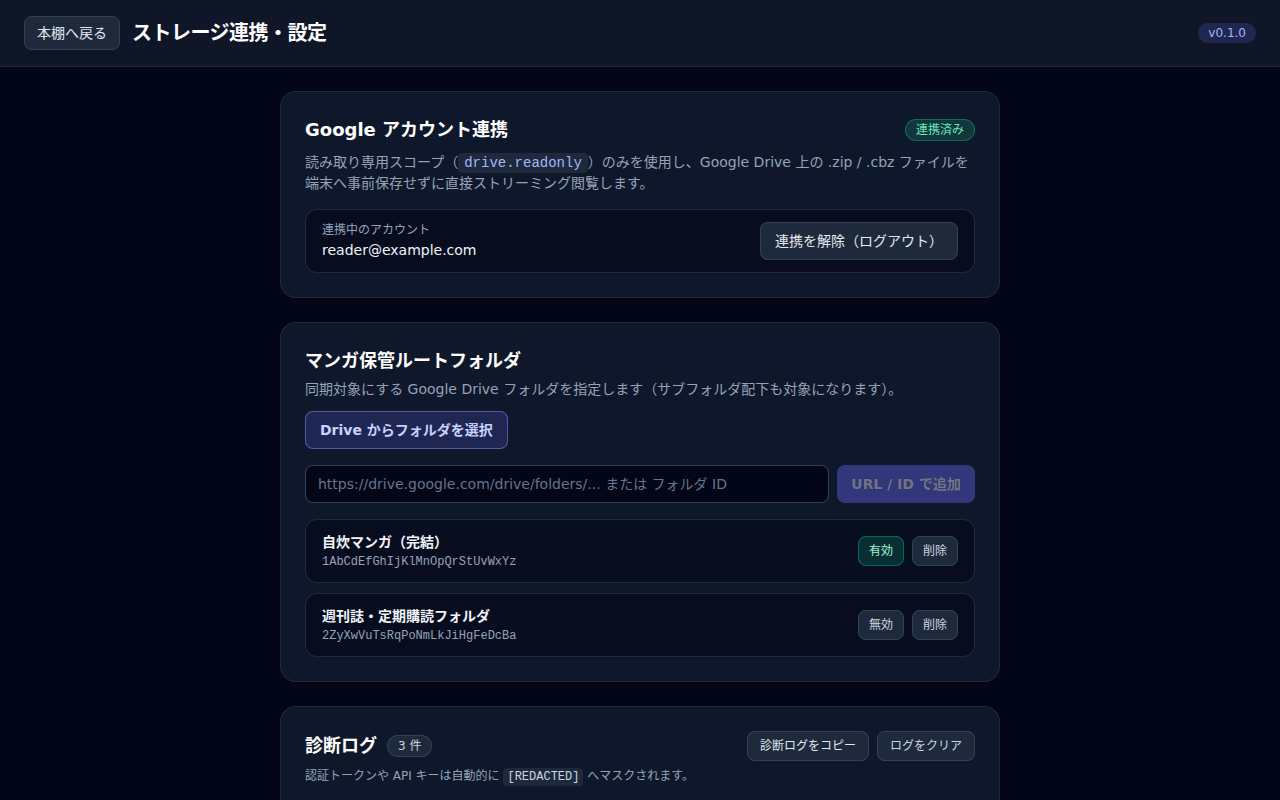 本棚へ戻る ストレージ連携・設定 v0.1.0
Google アカウント連携 連携済み
読み取り専用スコープ（drive.readonly）のみを使用し、Google Drive 上の .zip / .cbz ファイルを
端末へ事前保存せずに直接ストリーミング閲覧します。
連携中のアカウント
reader@example.com
連携を解除（ログアウト）
マンガ保管ルートフォルダ
同期対象にする Google Drive フォルダを指定します（サブフォルダ配下も対象になります）。
Drive からフォルダを選択
https://drive.google.com/drive/folders/... または フォルダ ID URL / ID で追加
自炊マンガ（完結）
1AbCdEfGhIjKlMnOpQrStUvWxYz
有効 削除
週刊誌・定期購読フォルダ
2ZyXwVuTsRqPoNmLkJiHgFeDcBa
無効 削除
診断ログ 3 件 診断ログをコピー ログをクリア
認証トークンや API キーは自動的に [REDACTED] へマスクされます。